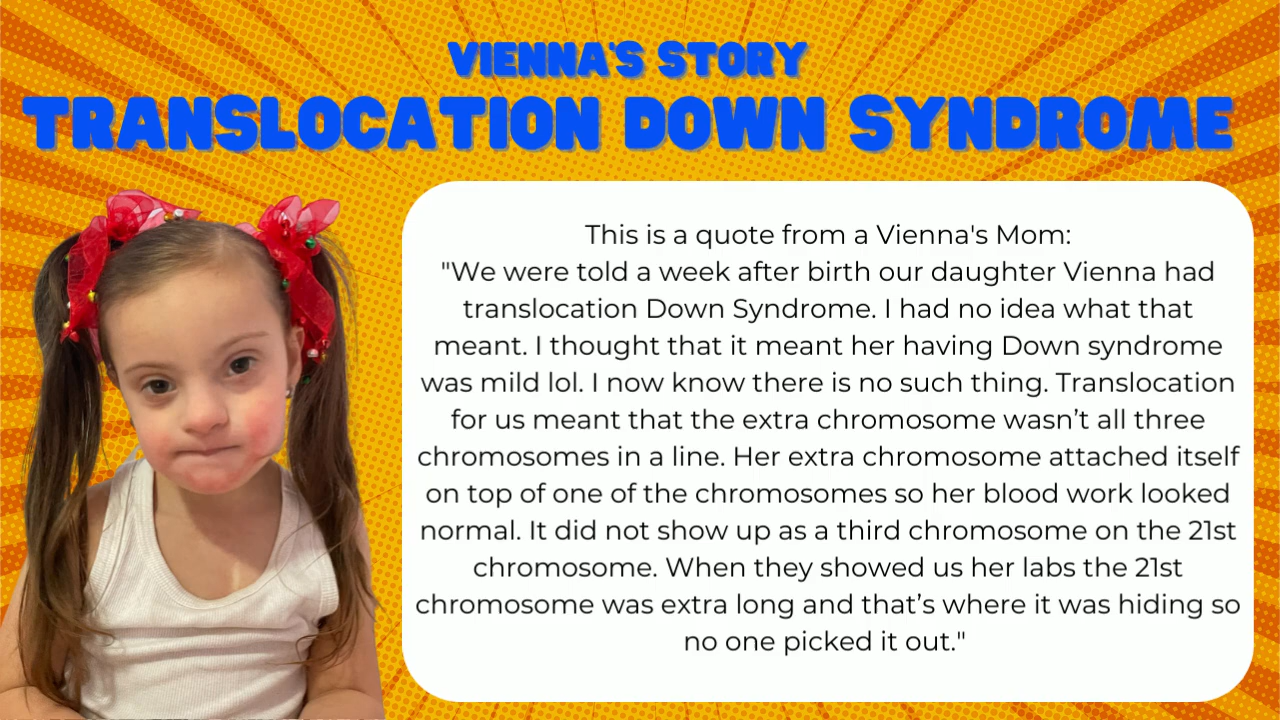 VIENNA'S STORY
TRANSLOCATION DOWN SYNDROME
This is a quote from a Vienna's Mom:
"We were told a week after birth our daughter Vienna had
translocation Down Syndrome. I had no idea what that
meant. I thought that it meant her having Down syndrome
was mild lol. I now know there is no such thing. Translocation
for us meant that the extra chromosome wasn’t all three
chromosomes in a line. Her extra chromosome attached itself
on top of one of the chromosomes so her blood work looked
normal. It did not show up as a third chromosome on the 21st
chromosome. When they showed us her labs the 21st
chromosome was extra long and that’s where it was hiding so
no one picked it out."